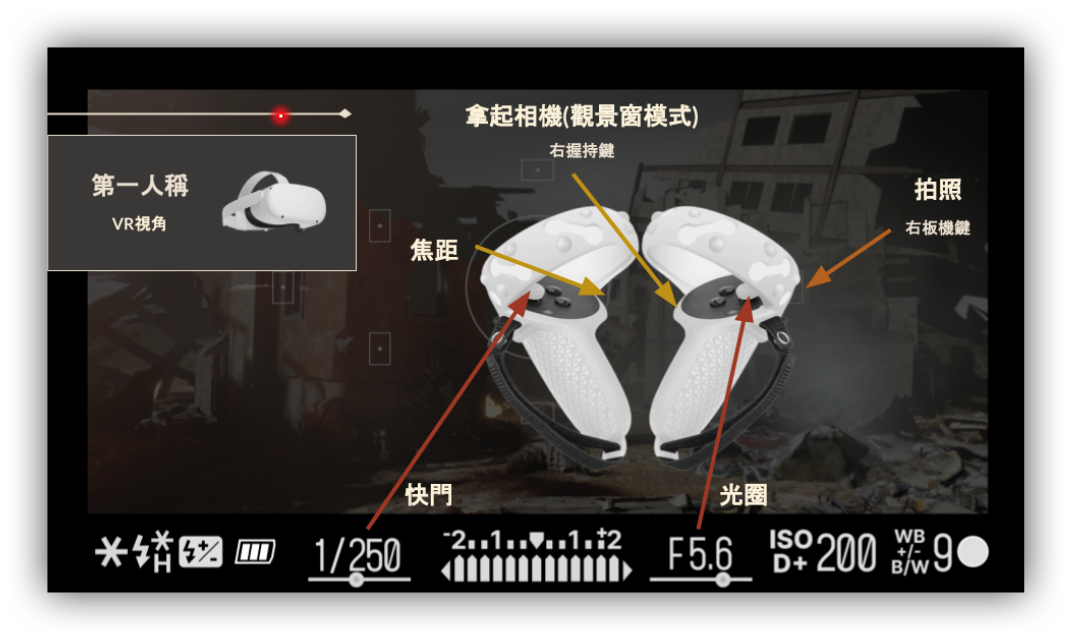 拿起相機(觀景窗模式)
右握持鍵
第一人稱
VR視角
拍照
右板機鍵
焦距
快門
光圈
H
1/250
-2..1..▼..1..+2
F5.6
ISO
D+
200
WB
+/-
B/W
9